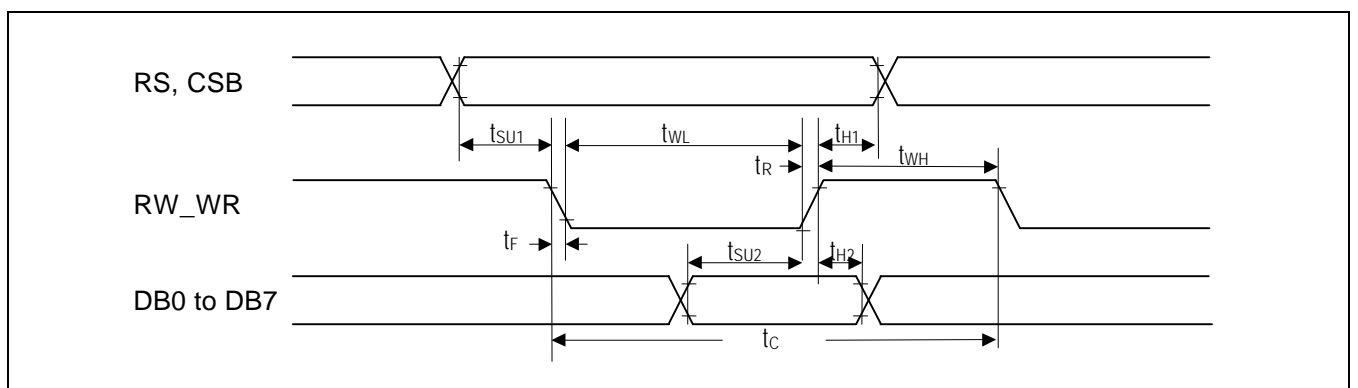 RS, CSB
tSU1
tWL
tH1
tR
tWH
RW_WR
tF
tSU2
tH2
DB0 to DB7
tC